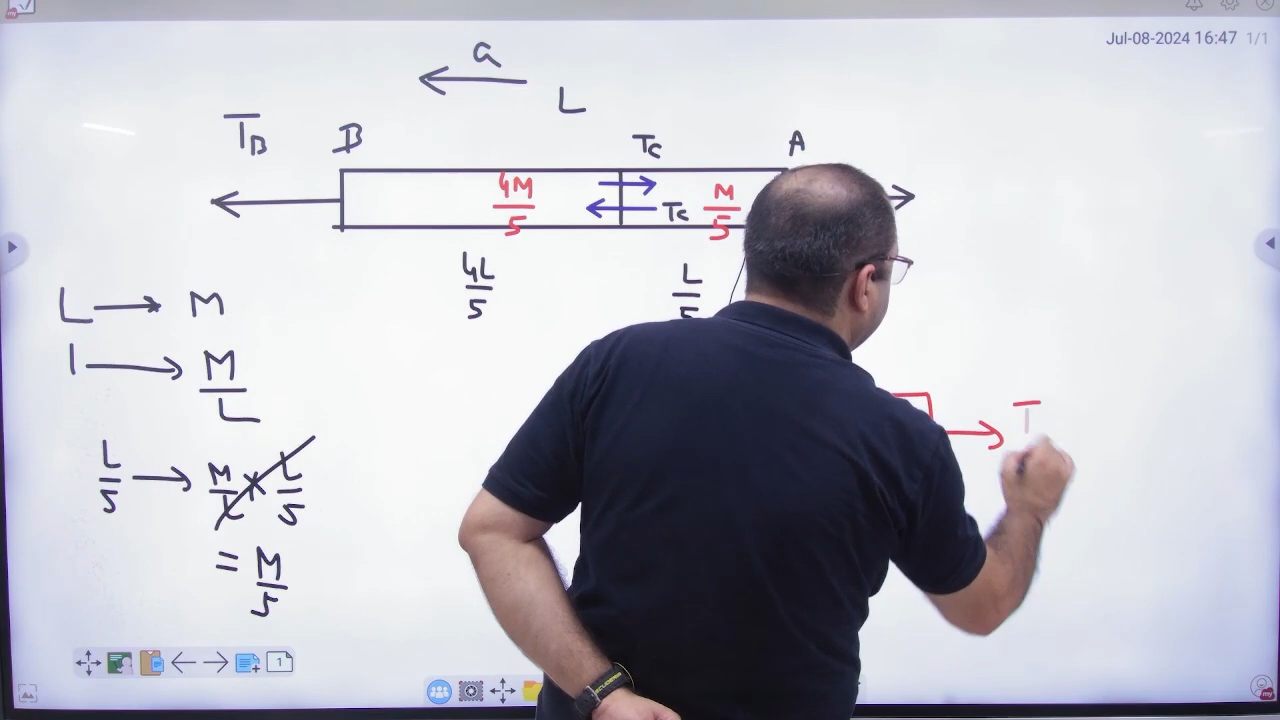 Jul-08-2024 16:47 1/1
a
L
T_B B T_C A
4M/5 T_C M/5
4L/5 L/5
L → M
1 → M/L
L/5 → M/L × L/5
= M/5
T
1